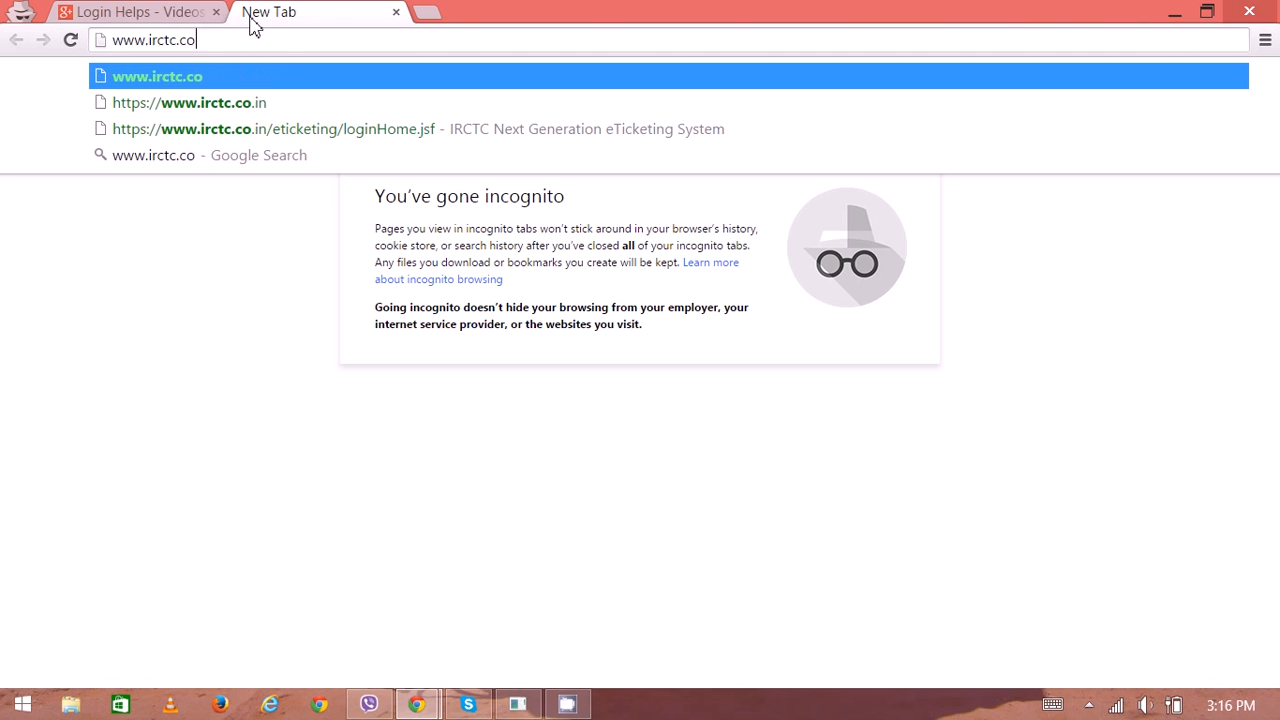 Login Helps - Videos
New Tab
www.irctc.co
www.irctc.co
https://www.irctc.co.in
https://www.irctc.co.in/eticketing/loginHome.jsf - IRCTC Next Generation eTicketing System
www.irctc.co - Google Search
You've gone incognito
Pages you view in incognito tabs won't stick around in your browser's history,
cookie store, or search history after you've closed all of your incognito tabs.
Any files you download or bookmarks you create will be kept. Learn more
about incognito browsing
Going incognito doesn't hide your browsing from your employer, your
internet service provider, or the websites you visit.
3:16 PM